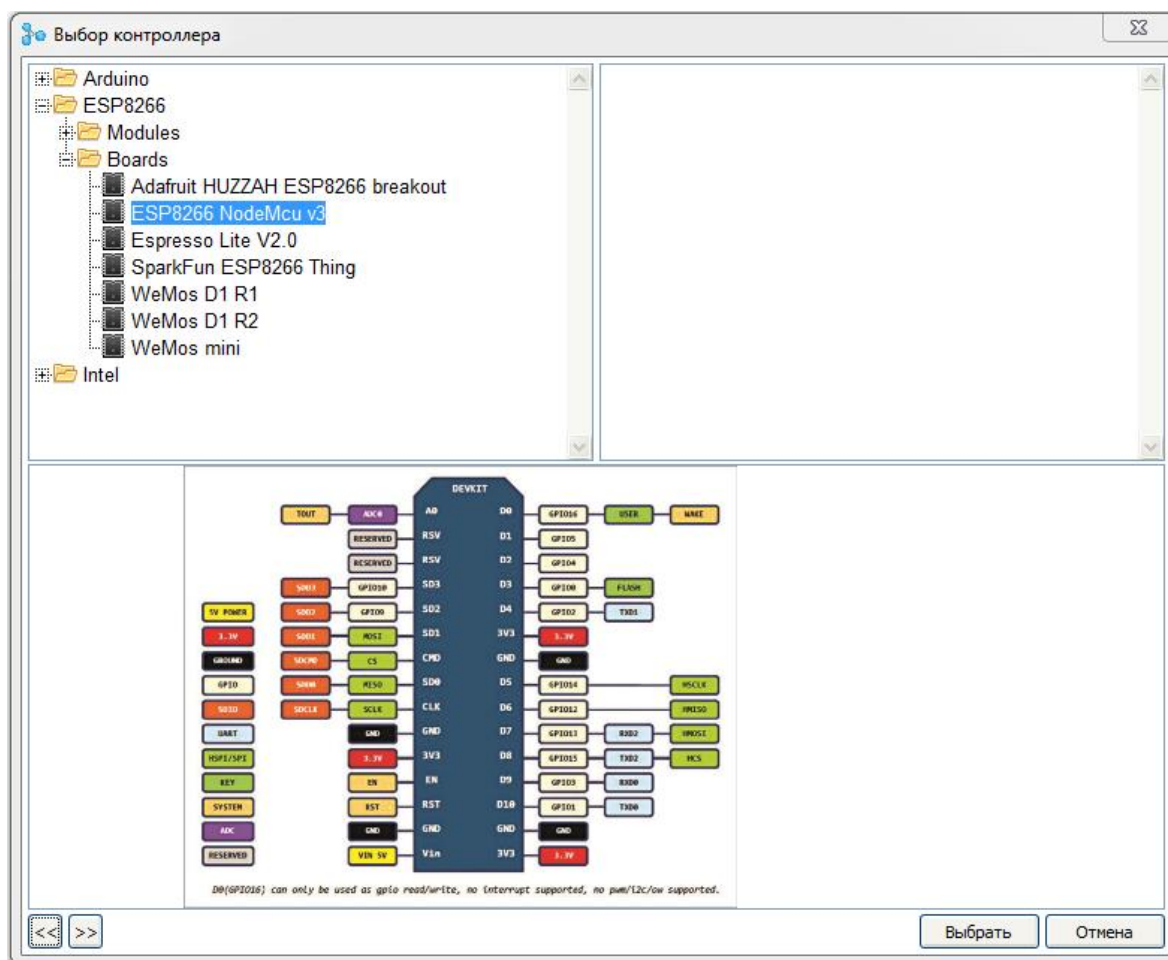 Выбор контроллера
Arduino
ESP8266
Modules
Boards
Adafruit HUZZAH ESP8266 breakout
ESP8266 NodeMcu v3
Espresso Lite V2.0
SparkFun ESP8266 Thing
WeMos D1 R1
WeMos D1 R2
WeMos mini
Intel
DEVKIT
TOUT ADC0 A0 D0 GPIO16 USER WAKE
RESERVED RSV D1 GPIO5
RESERVED RSV D2 GPIO4
SDD3 GPIO10 SD3 D3 GPIO0 FLASH
5V POWER SDD2 GPIO9 SD2 D4 GPIO2 TXD1
3.3V SDD1 MOSI SD1 3V3 3.3V
GROUND SDCMD CS CMD GND GND
GPIO SDD0 MISO SD0 D5 GPIO14 HSCLK
SDIO SDCLK SCLK CLK D6 GPIO12 HMISO
UART GND GND D7 GPIO13 RXD2 HMOSI
HSPI/SPI 3.3V 3V3 D8 GPIO15 TXD2 HCS
KEY EN EN D9 GPIO3 RXD0
SYSTEM RST RST D10 GPIO1 TXD0
ADC GND GND GND GND
RESERVED VIN 5V Vin 3V3 3.3V
D0(GPIO16) can only be used as gpio read/write, no interrupt supported, no pwm/i2c/ow supported.
<< >> Выбрать Отмена